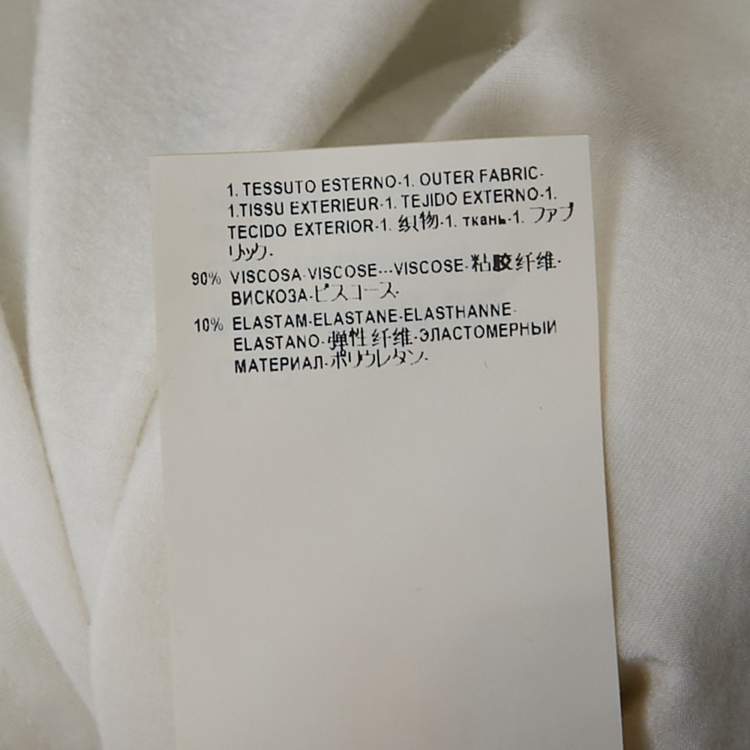 1. TESSUTO ESTERNO-1. OUTER FABRIC-
1.TISSU EXTERIEUR-1. TEJIDO EXTERNO-1.
TECIDO EXTERIOR-1. 织物-1. ткань-1. ファブ
リック-
90% VISCOSA-VISCOSE---VISCOSE-粘胶纤维-
ВИСКОЗА-ビスコース-
10% ELASTAM-ELASTANE-ELASTHANNE-
ELASTANO-弹性纤维-ЭЛАСТОМЕРНЫИ
МАТЕРИАЛ-ポリウレタン-